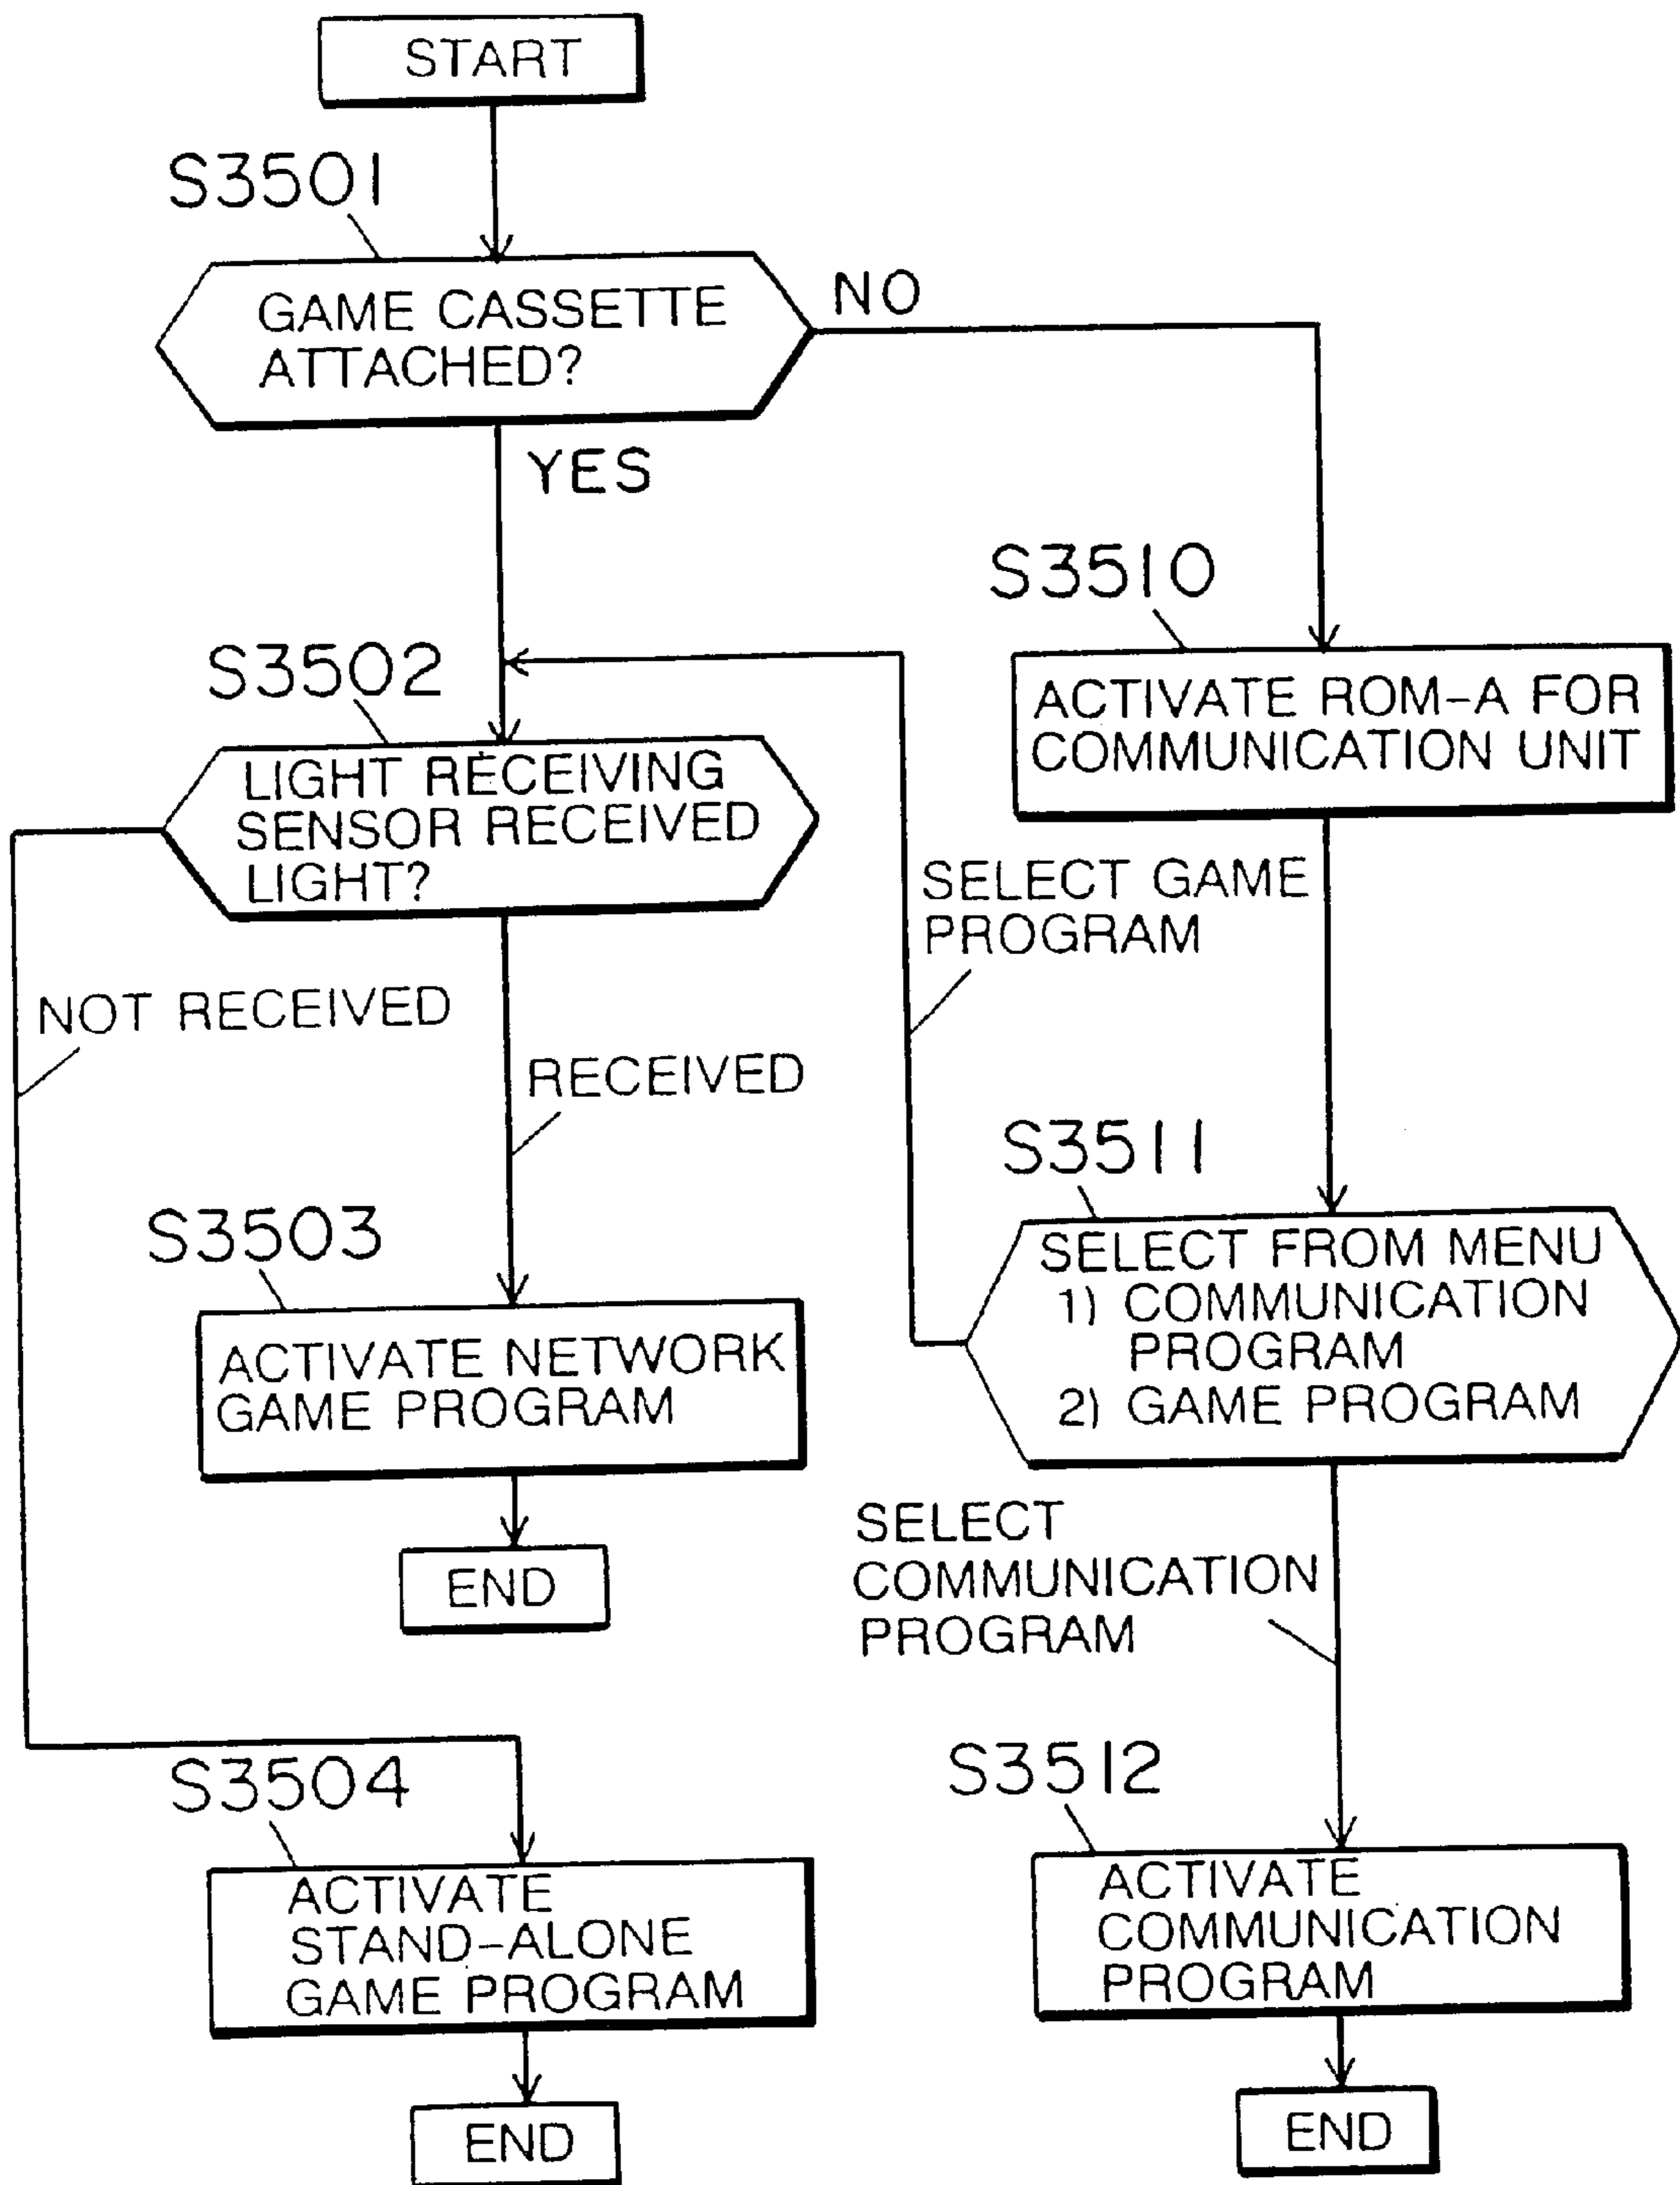 START
S3501
GAME CASSETTE
ATTACHED?
NO
YES
S3510
ACTIVATE ROM-A FOR
COMMUNICATION UNIT
S3502
LIGHT RECEIVING
SENSOR RECEIVED
LIGHT?
SELECT GAME
PROGRAM
NOT RECEIVED
RECEIVED
S3511
SELECT FROM MENU
1) COMMUNICATION
PROGRAM
2) GAME PROGRAM
S3503
ACTIVATE NETWORK
GAME PROGRAM
END
SELECT
COMMUNICATION
PROGRAM
S3504
ACTIVATE
STAND-ALONE
GAME PROGRAM
END
S3512
ACTIVATE
COMMUNICATION
PROGRAM
END